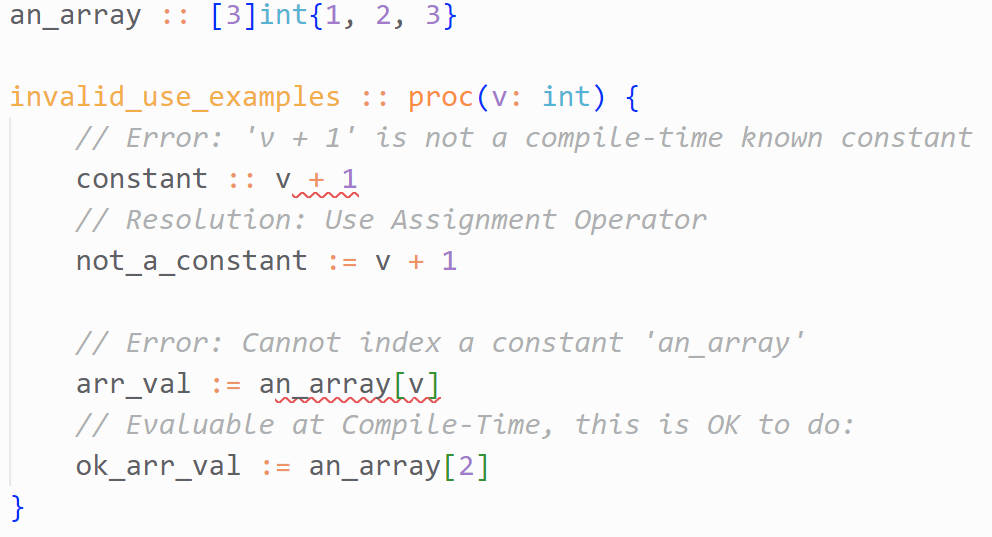 an_array :: [3]int{1, 2, 3}
invalid_use_examples :: proc(v: int) {
// Error: 'v + 1' is not a compile-time known constant
constant :: v + 1
// Resolution: Use Assignment Operator
not_a_constant := v + 1
// Error: Cannot index a constant 'an_array'
arr_val := an_array[v]
// Evaluable at Compile-Time, this is OK to do:
ok_arr_val := an_array[2]
}